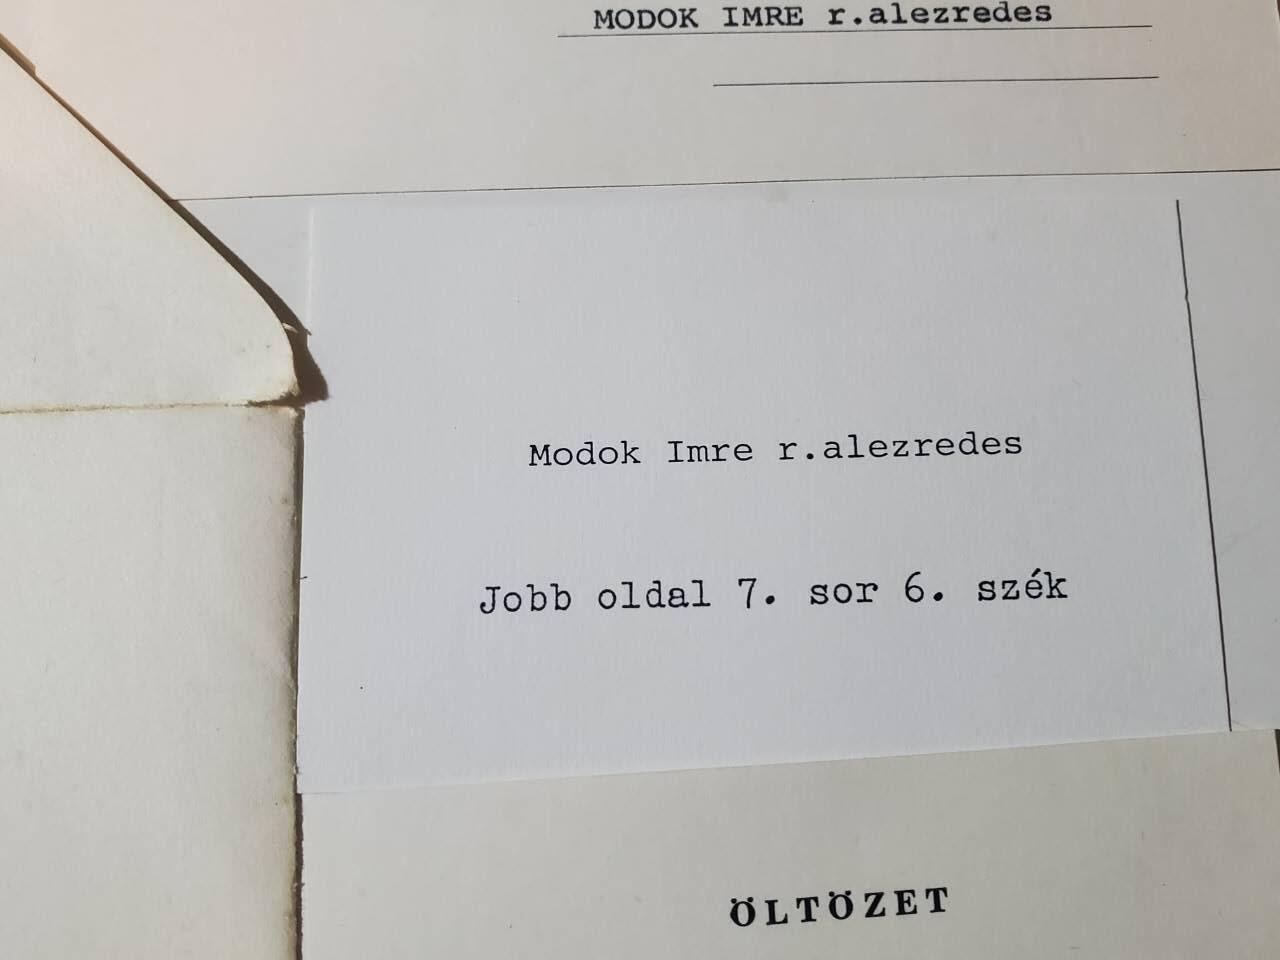 MODOK IMRE r.alezredes
Modok Imre r.alezredes
Jobb oldal 7. sor 6. szék
ÖLTÖZET